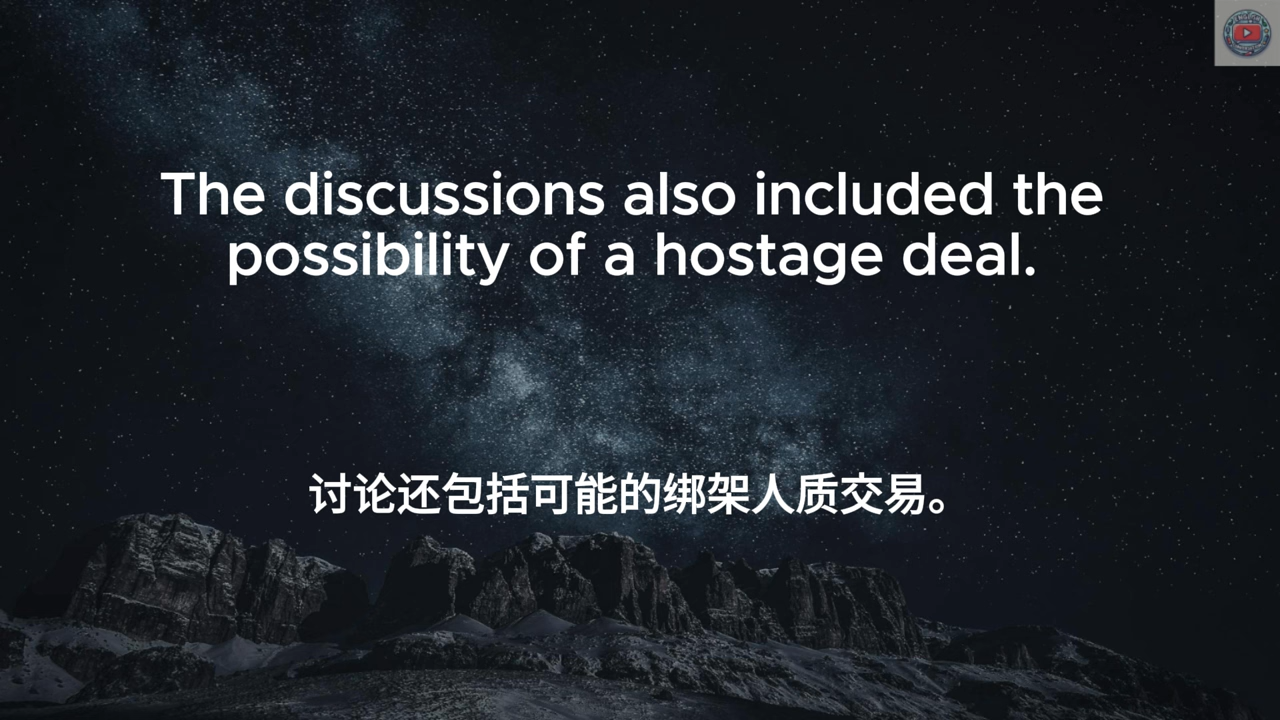 The discussions also included the
possibility of a hostage deal.
讨论还包括可能的绑架人质交易。